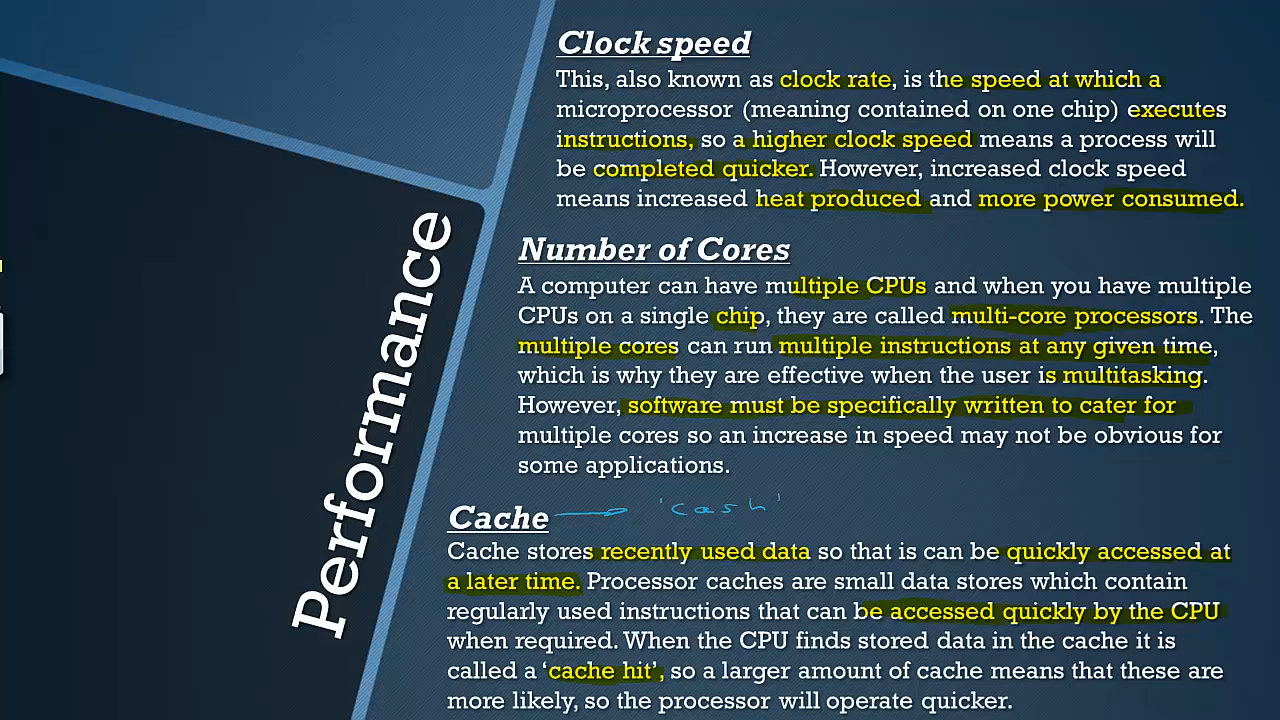 Performance
Clock speed
This, also known as clock rate, is the speed at which a
microprocessor (meaning contained on one chip) executes
instructions, so a higher clock speed means a process will
be completed quicker. However, increased clock speed
means increased heat produced and more power consumed.
Number of Cores
A computer can have multiple CPUs and when you have multiple
CPUs on a single chip, they are called multi-core processors. The
multiple cores can run multiple instructions at any given time,
which is why they are effective when the user is multitasking.
However, software must be specifically written to cater for
multiple cores so an increase in speed may not be obvious for
some applications.
Cache → 'cash'
Cache stores recently used data so that is can be quickly accessed at
a later time. Processor caches are small data stores which contain
regularly used instructions that can be accessed quickly by the CPU
when required. When the CPU finds stored data in the cache it is
called a ‘cache hit’, so a larger amount of cache means that these are
more likely, so the processor will operate quicker.